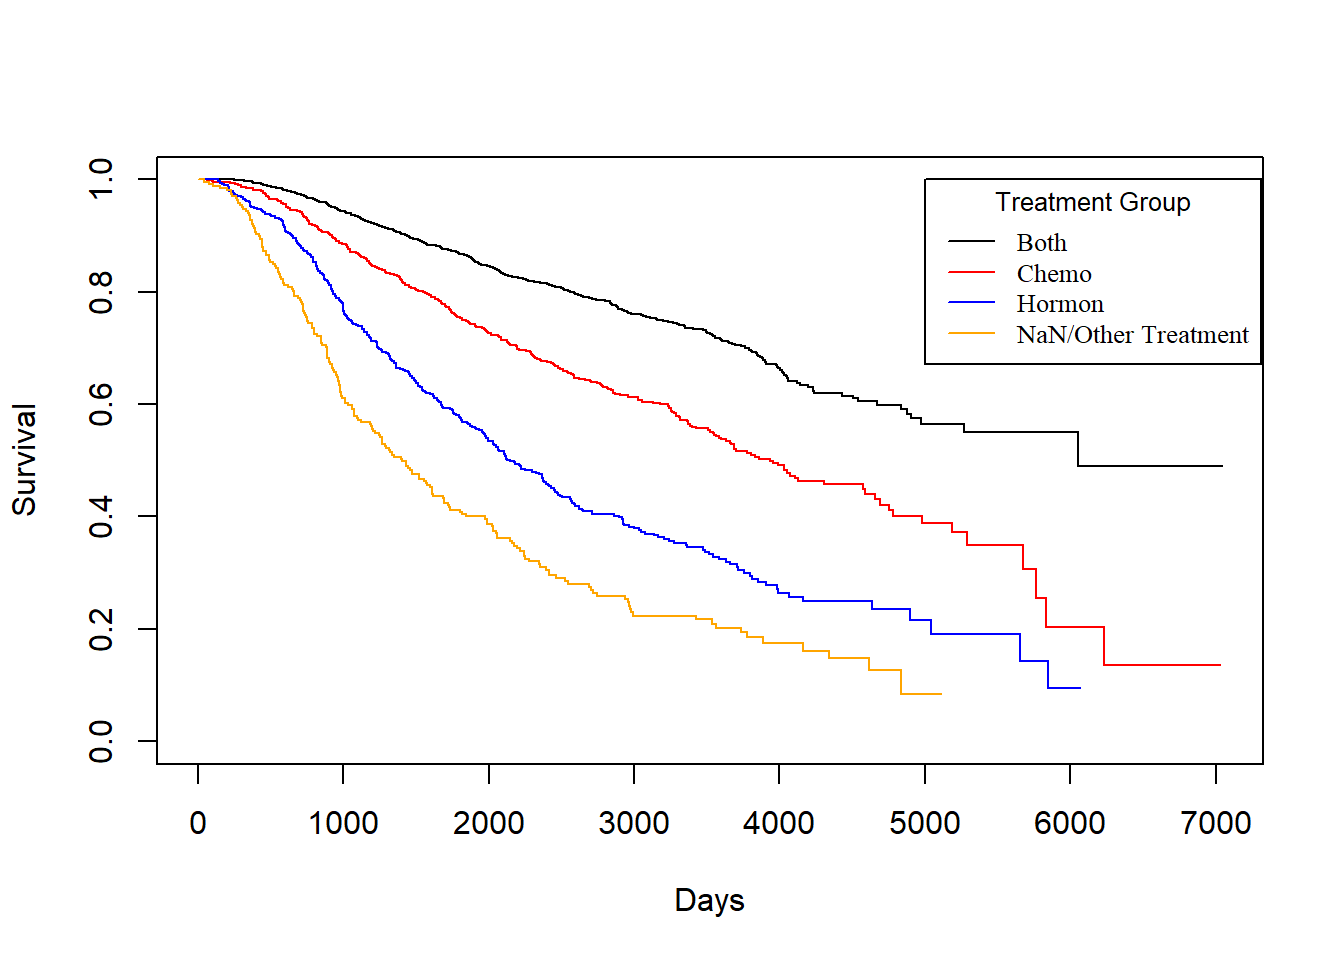 Treatment Group
Both
Chemo
Hormon
NaN/Other Treatment
Survival
1.0
0.8
0.6
0.4
0.2
0.0
0 1000 2000 3000 4000 5000 6000 7000
Days